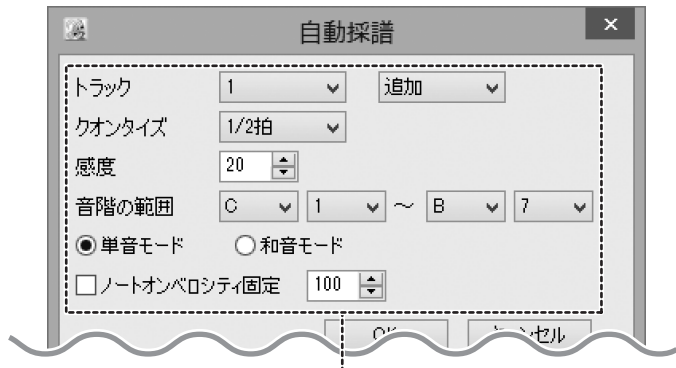 自動採譜
トラック 1 追加
クオンタイズ 1/2拍
感度 20
音階の範囲 C 1 ～ B 7
単音モード 和音モード
ノートオンベロシティ固定 100